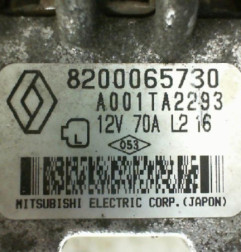 8200065730
A001TA2293
12V 70A L2 16
053
MITSUBISHI ELECTRIC CORP.(JAPON)